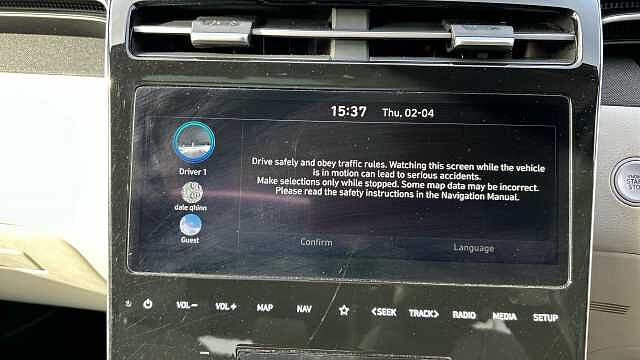 15:37 Thu, 02-04
Driver 1
Drive safely and obey traffic rules. Watching this screen while the vehicle
is in motion can lead to serious accidents.
Make selections only while stopped. Some map data may be incorrect.
Please read the safety instructions in the Navigation Manual.
dale qhinn
Guest
Confirm Language
VOL− VOL+ MAP NAV <SEEK TRACK> RADIO MEDIA SETUP
START
STOP